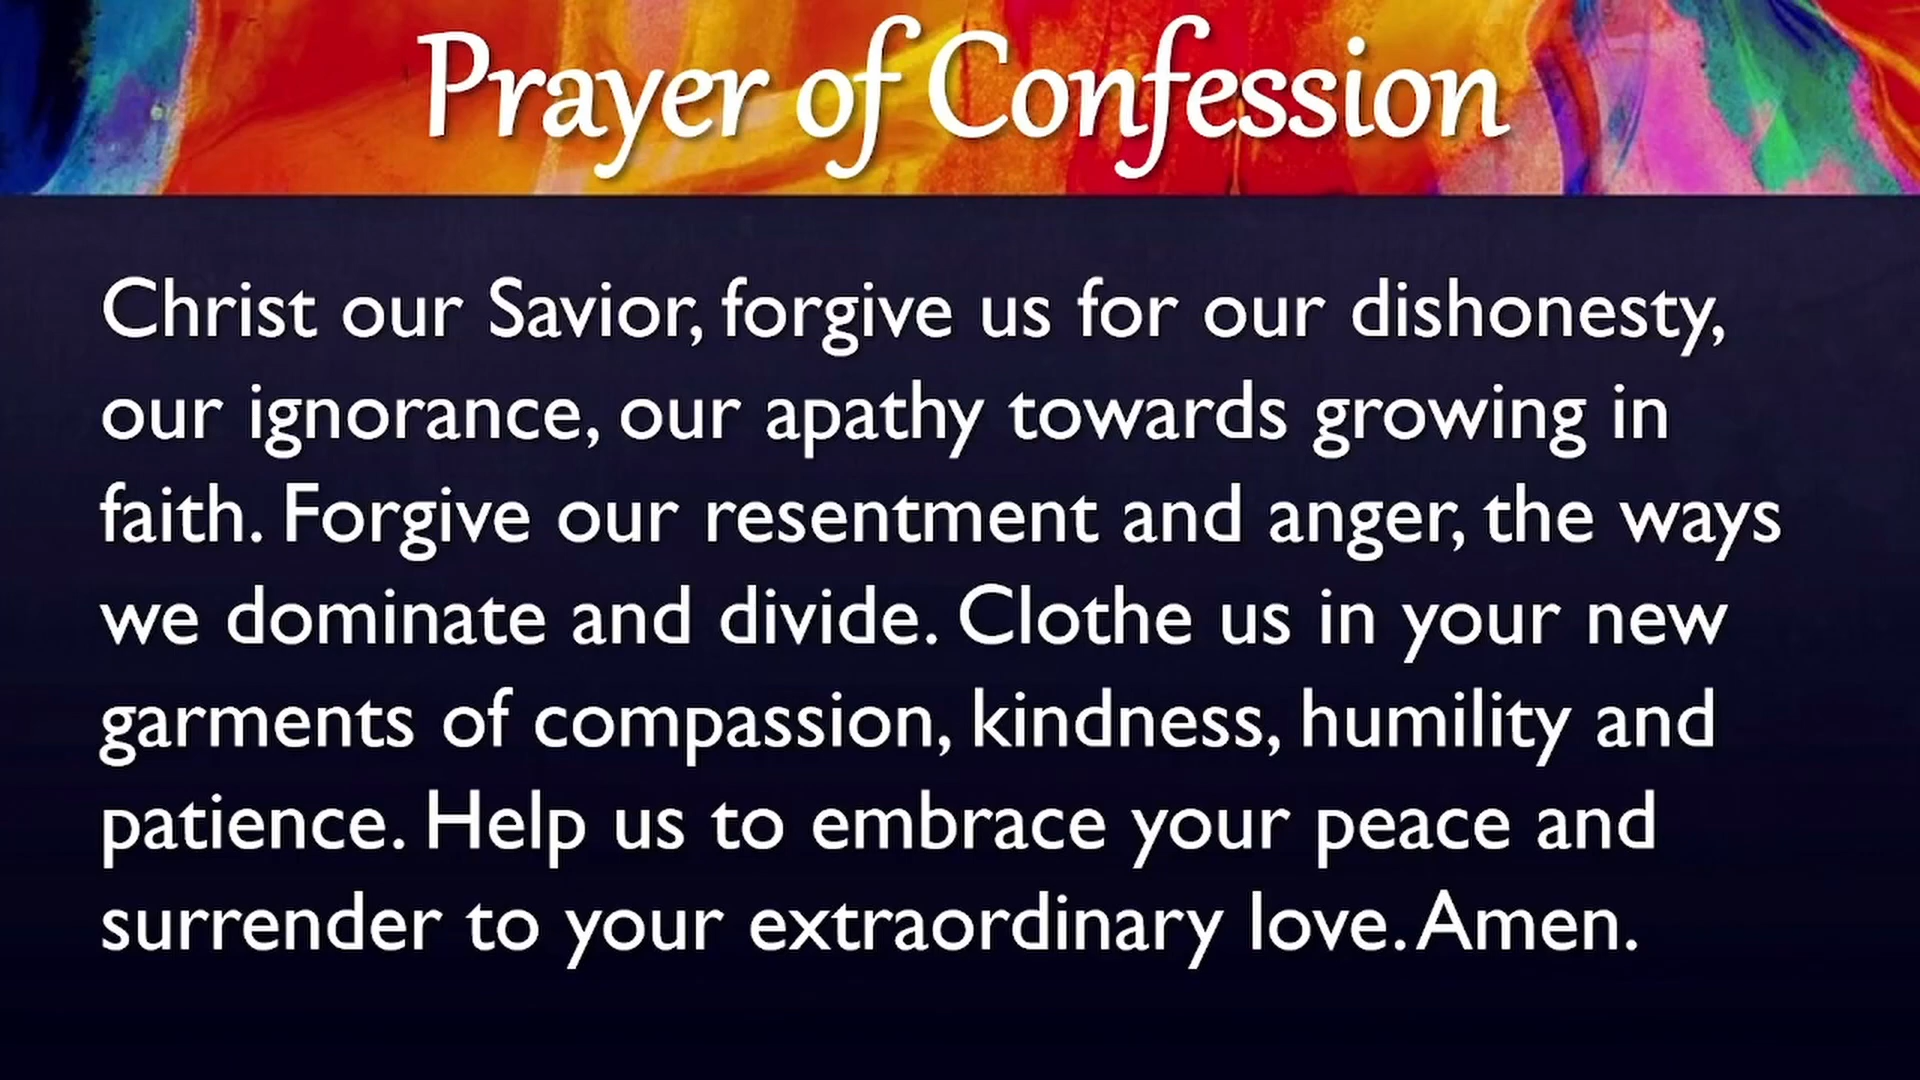 Prayer of Confession
Christ our Savior, forgive us for our dishonesty,
our ignorance, our apathy towards growing in
faith. Forgive our resentment and anger, the ways
we dominate and divide. Clothe us in your new
garments of compassion, kindness, humility and
patience. Help us to embrace your peace and
surrender to your extraordinary love. Amen.